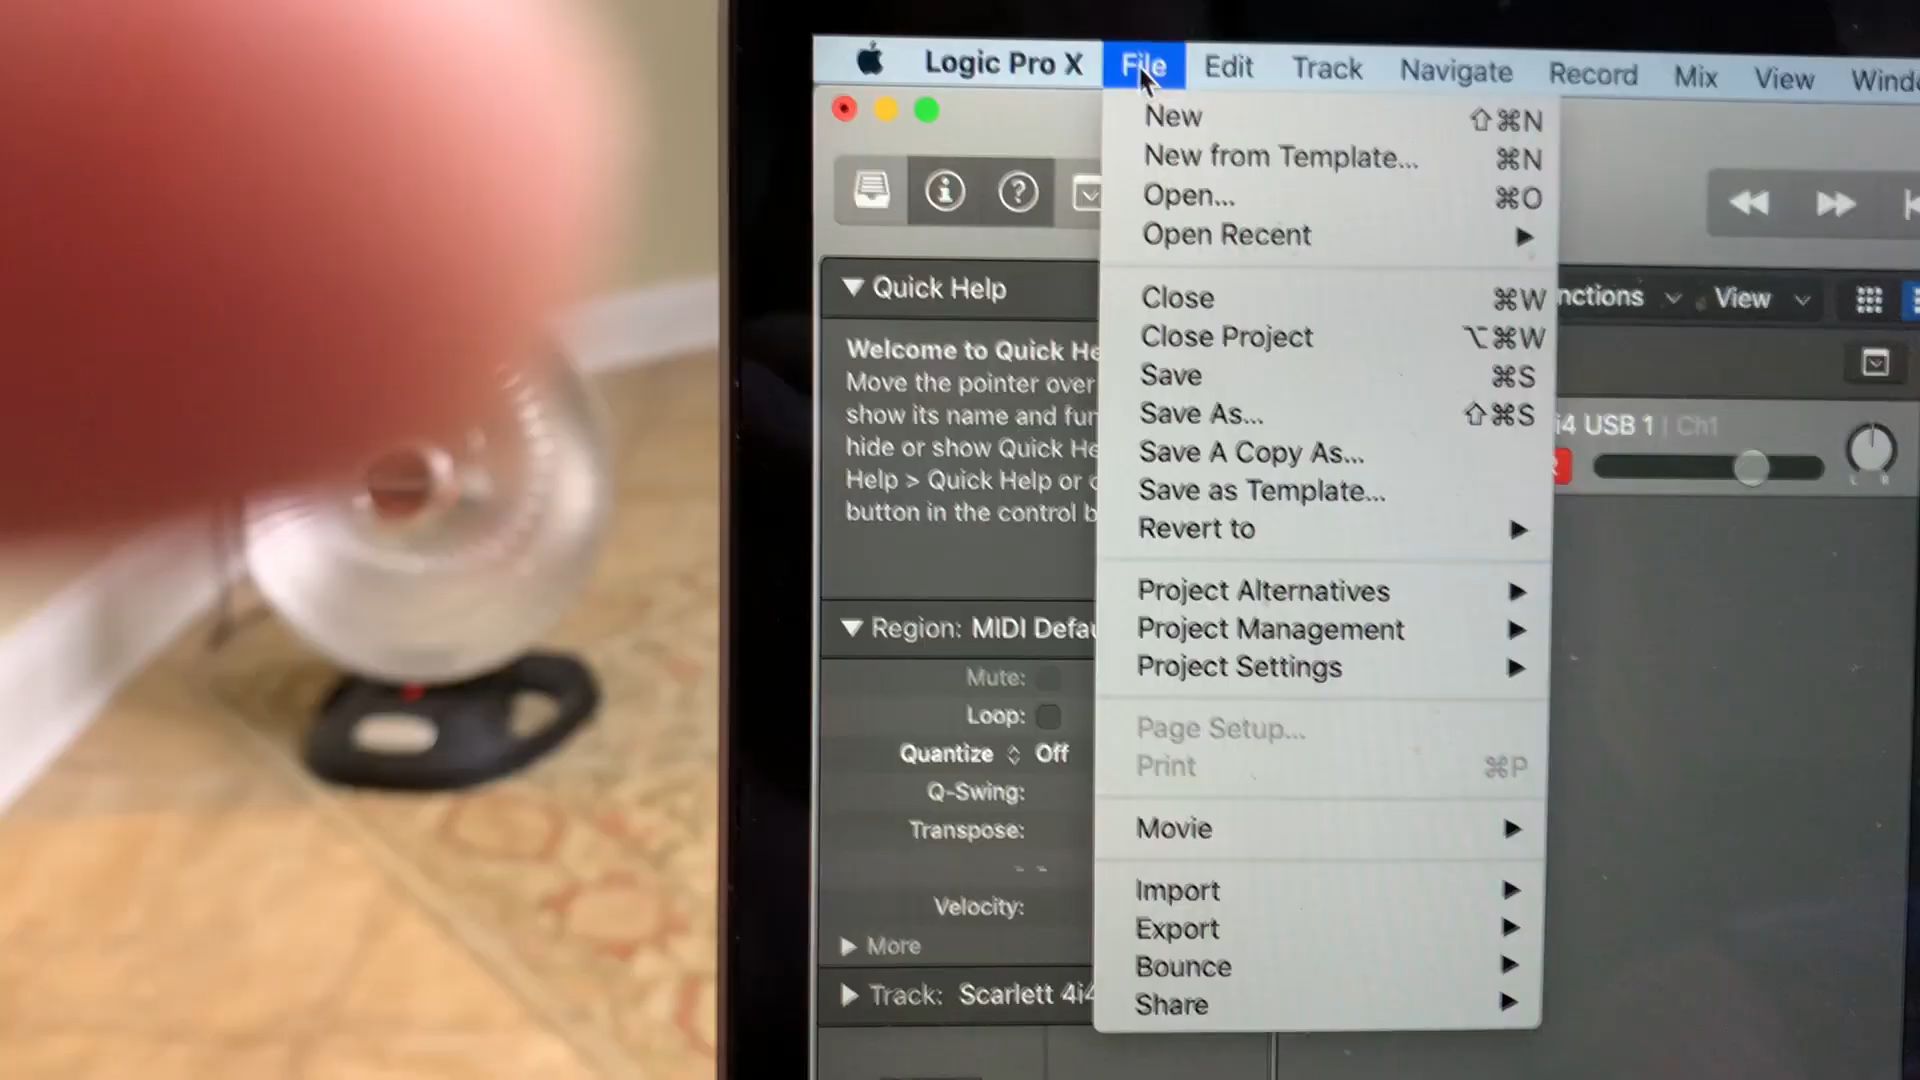 Logic Pro X File Edit Track Navigate Record Mix View
New ⇧⌘N
New from Template... ⌘N
Open... ⌘O
Open Recent ▶
Close ⌘W
Close Project ⌥⌘W
Save ⌘S
Save As... ⇧⌘S
Save A Copy As...
Save as Template...
Revert to ▶
Project Alternatives ▶
Project Management ▶
Project Settings ▶
Page Setup...
Print ⌘P
Movie ▶
Import ▶
Export ▶
Bounce ▶
Share ▶
Quick Help
Welcome to Quick He
Move the pointer over
show its name and fun
hide or show Quick He
Help > Quick Help or
button in the control b
Region: MIDI Defau
Mute:
Loop:
Quantize Off
Q-Swing:
Transpose:
Velocity:
More
Track: Scarlett 4i4
nctions View
i4 USB 1 | Ch1
L R